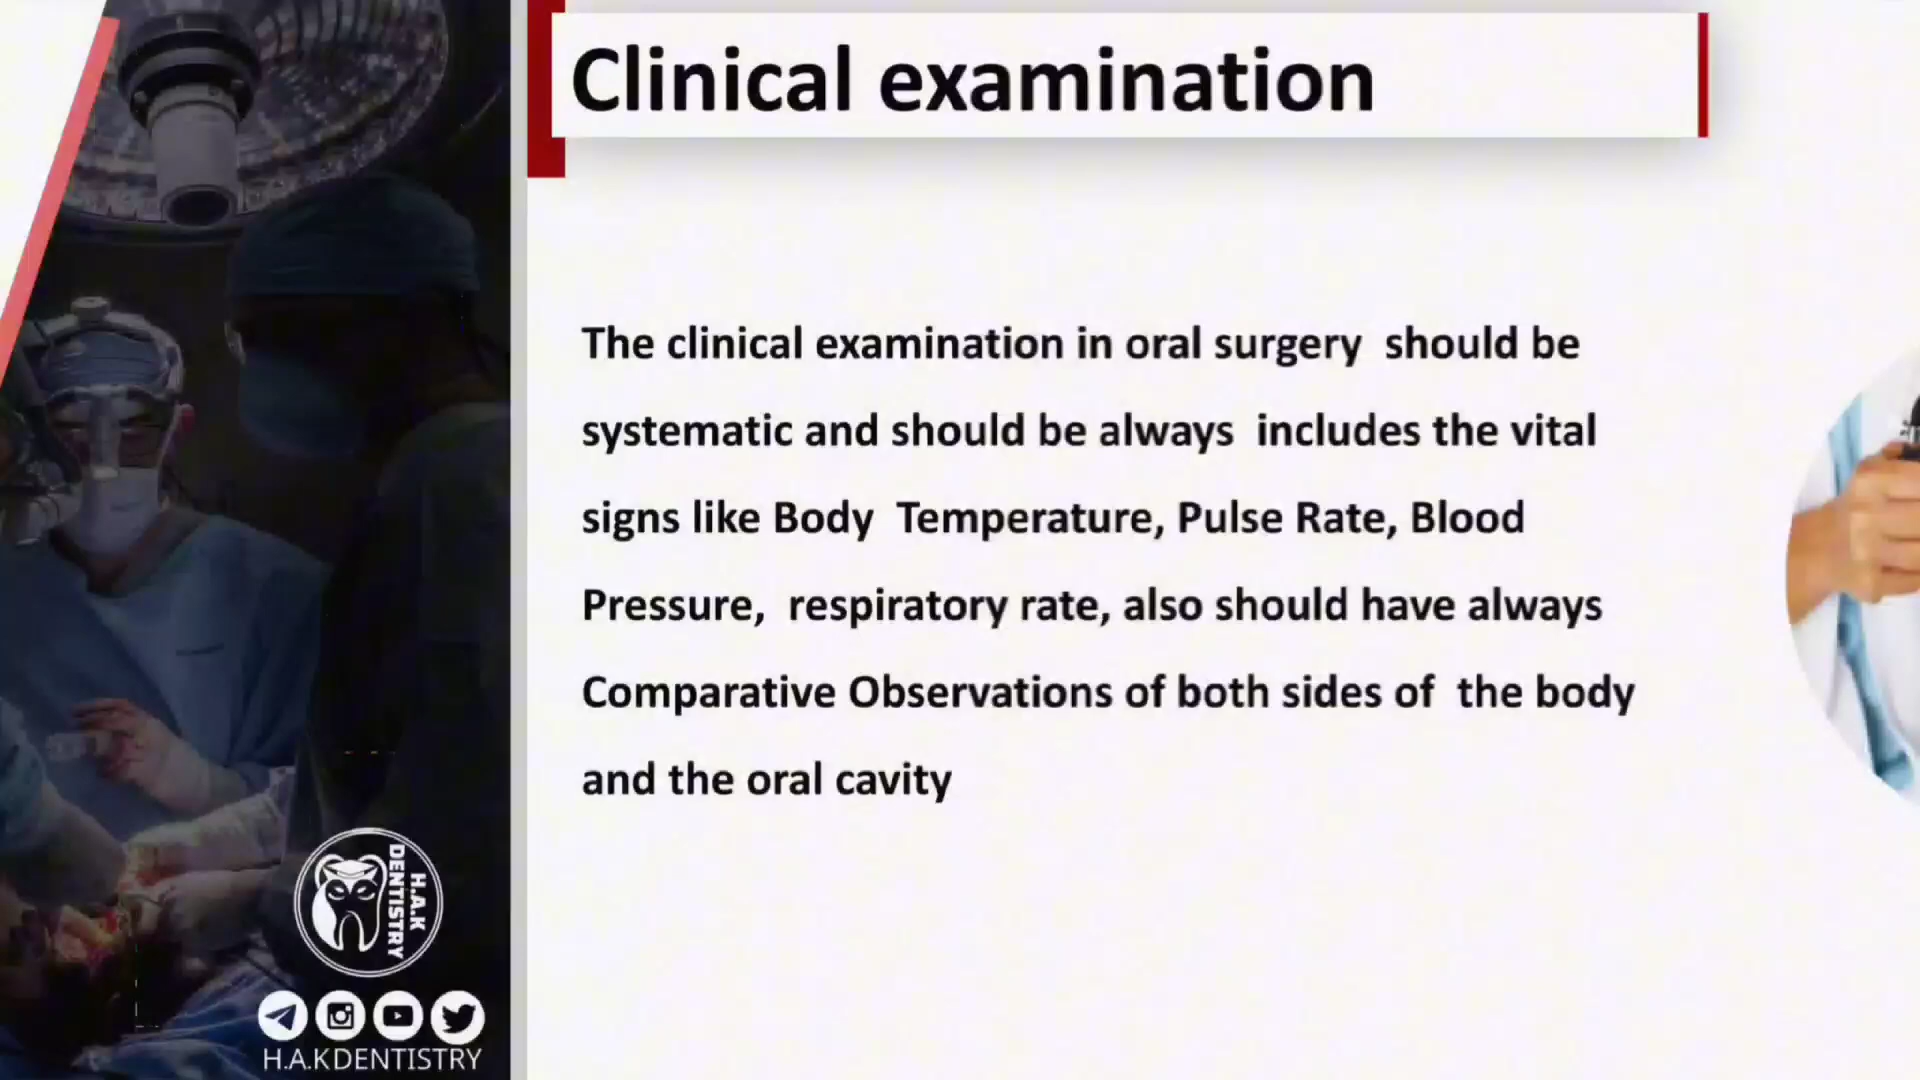 Clinical examination
The clinical examination in oral surgery should be
systematic and should be always includes the vital
signs like Body Temperature, Pulse Rate, Blood
Pressure, respiratory rate, also should have always
Comparative Observations of both sides of the body
and the oral cavity
H.A.K
DENTISTRY
H.A.KDENTISTRY